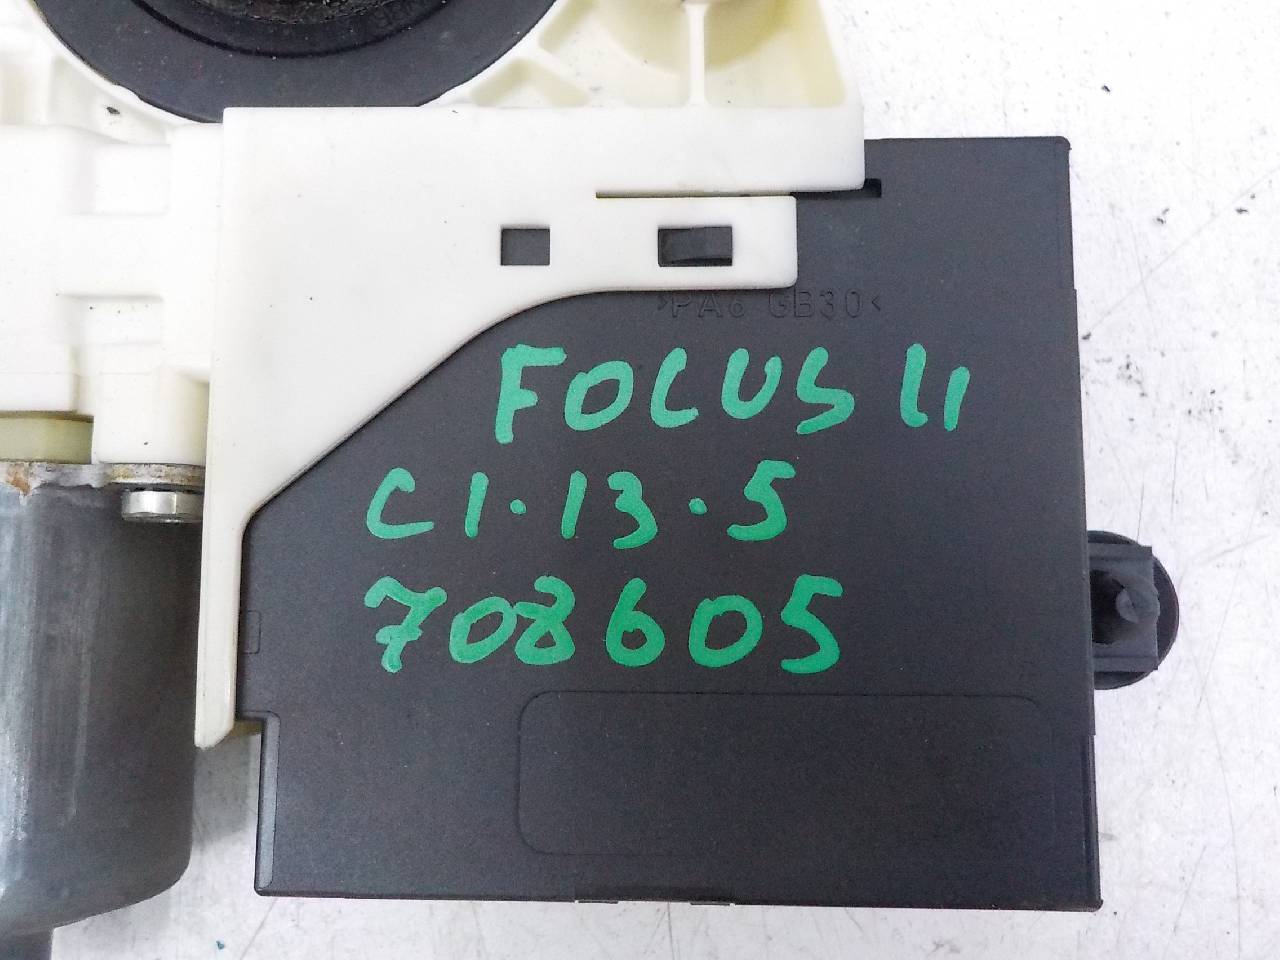 >PA6 GB30<
FOCUS II
C1.13.5
708605